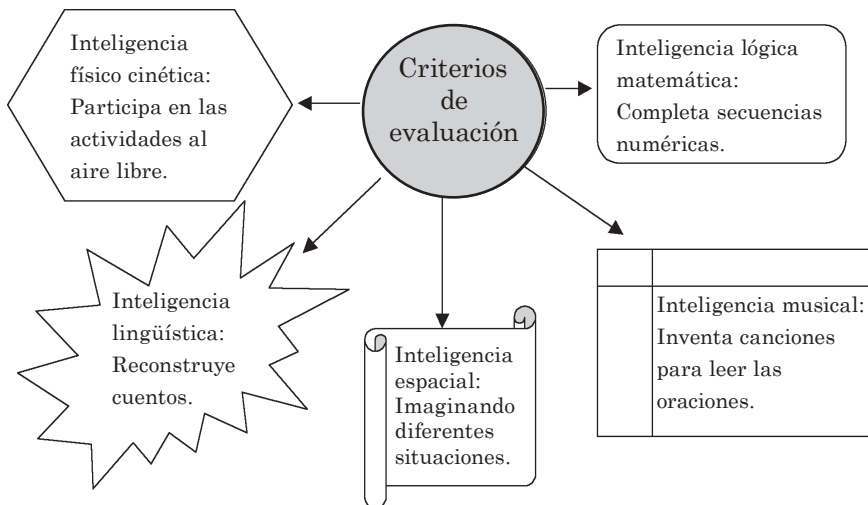 Inteligencia
físico cinética:
Participa en las
actividades al
aire libre.
Criterios
de
evaluación
Inteligencia lógica
matemática:
Completa secuencias
numéricas.
Inteligencia
lingüística:
Reconstruye
cuentos.
Inteligencia
espacial:
Imaginando
diferentes
situaciones.
Inteligencia musical:
Inventa canciones
para leer las
oraciones.